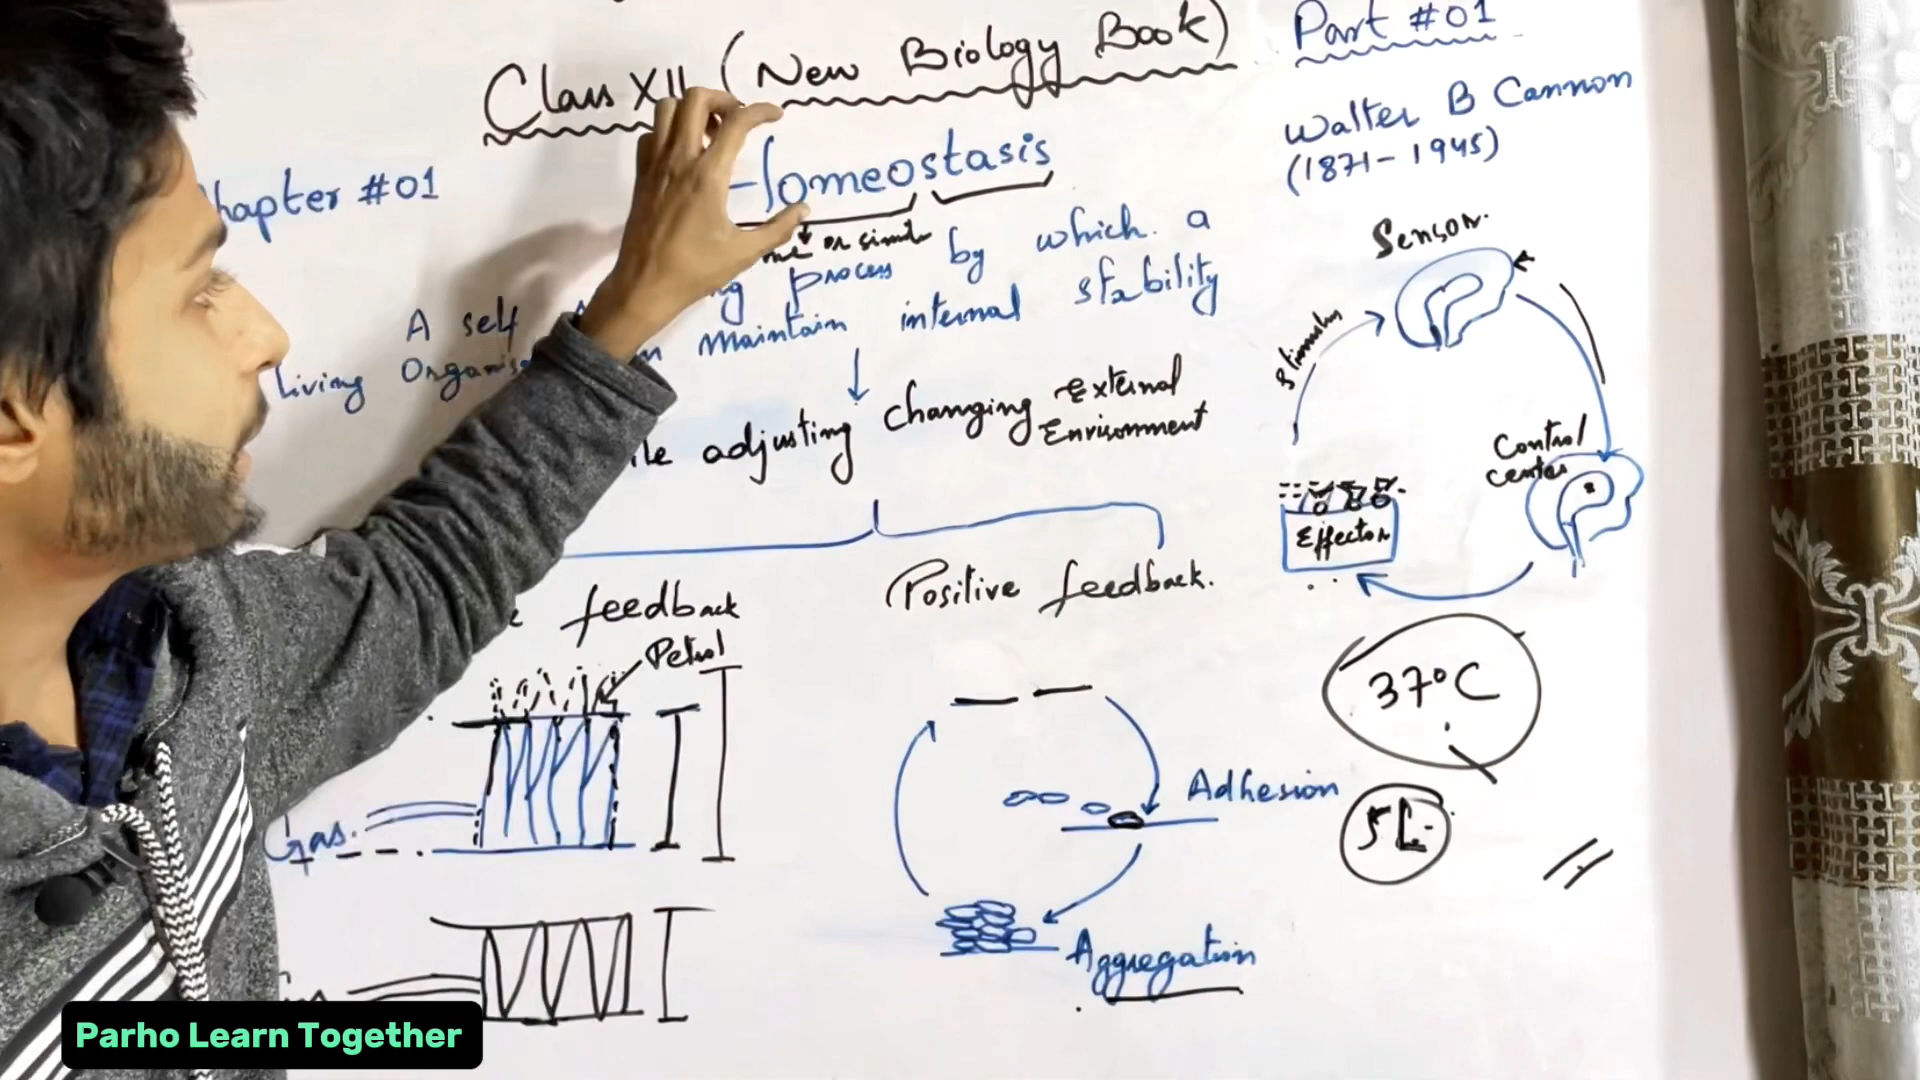 Class XII (New Biology Book)
Part #01
Walter B Cannon
(1871-1945)
hapter #01
Homeostasis
or simil
A self
process by which a
living Organis
Maintain internal stability
adjusting changing External
Environment
feedback
Positive feedback.
Petrol
Gas.
Adhesion
Aggregation
Sensor.
Stimulus
Control
center
Effector
37°C
5L
Parho Learn Together